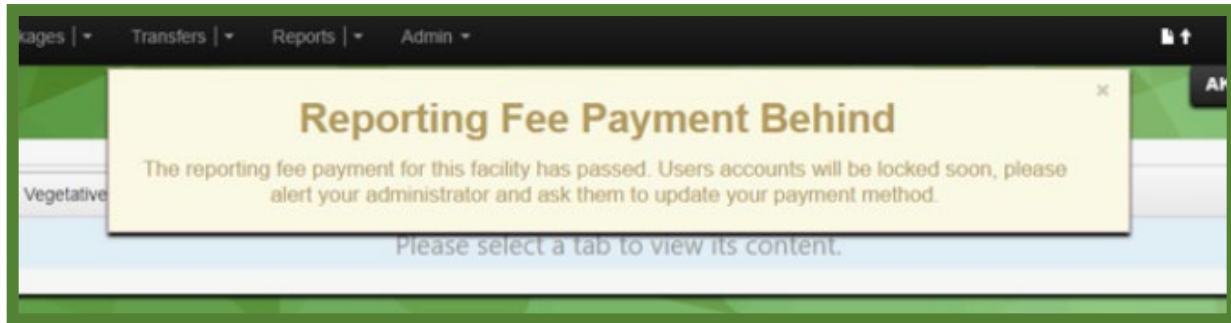 kages | Transfers | Reports | Admin
AK
×
Reporting Fee Payment Behind
The reporting fee payment for this facility has passed. Users accounts will be locked soon, please
alert your administrator and ask them to update your payment method.
Vegetative
Please select a tab to view its content.